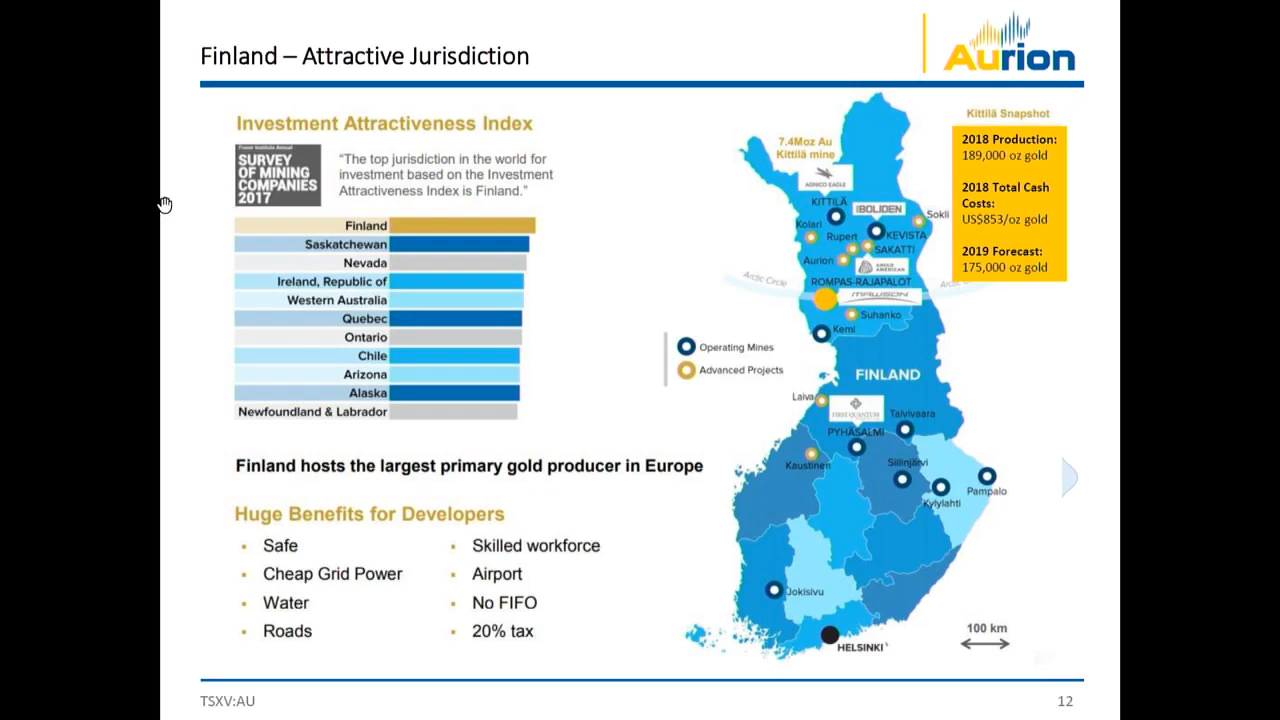 Finland – Attractive Jurisdiction
Aurion
Investment Attractiveness Index
Fraser Institute Annual
SURVEY
OF MINING
COMPANIES
2017
“The top jurisdiction in the world for
investment based on the Investment
Attractiveness Index is Finland.”
Finland
Saskatchewan
Nevada
Ireland, Republic of
Western Australia
Quebec
Ontario
Chile
Arizona
Alaska
Newfoundland & Labrador
Finland hosts the largest primary gold producer in Europe
Huge Benefits for Developers
▪ Safe
▪ Cheap Grid Power
▪ Water
▪ Roads
▪ Skilled workforce
▪ Airport
▪ No FIFO
▪ 20% tax
7.4Moz Au
Kittilä mine
AGNICO EAGLE
KITTILÄ
BOLIDEN
Sokli
Kolari
Rupert
KEVISTA
SAKATTI
Aurion
ANGLO
AMERICAN
Arctic Circle
ROMPAS-RAJAPALOT
Arctic C
MAWSON
Suhanko
Kemi
Operating Mines
Advanced Projects
FINLAND
Laiva
FIRST QUANTUM
Talvivaara
PYHÄSALMI
Kaustinen
Siilinjärvi
Pampalo
Kylylahti
Jokisivu
HELSINKI
100 km
Kittilä Snapshot
2018 Production:
189,000 oz gold
2018 Total Cash
Costs:
US$853/oz gold
2019 Forecast:
175,000 oz gold
TSXV:AU
12